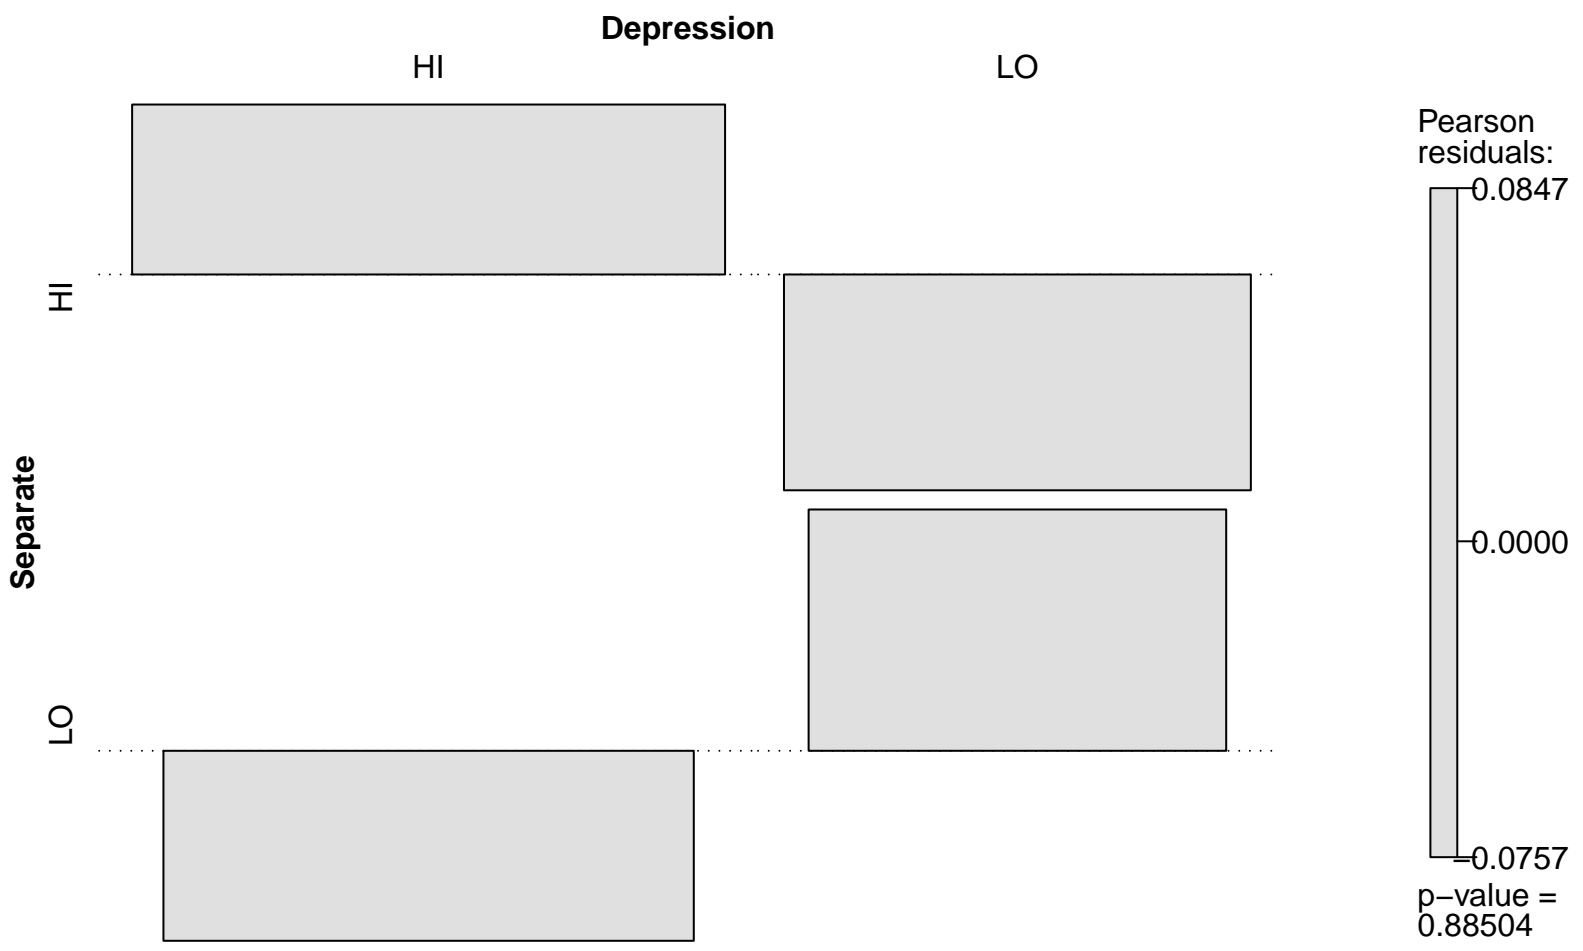 Depression
HI
LO
Separate
HI
LO
Pearson
residuals:
0.0847
0.0000
−0.0757
p−value =
0.88504